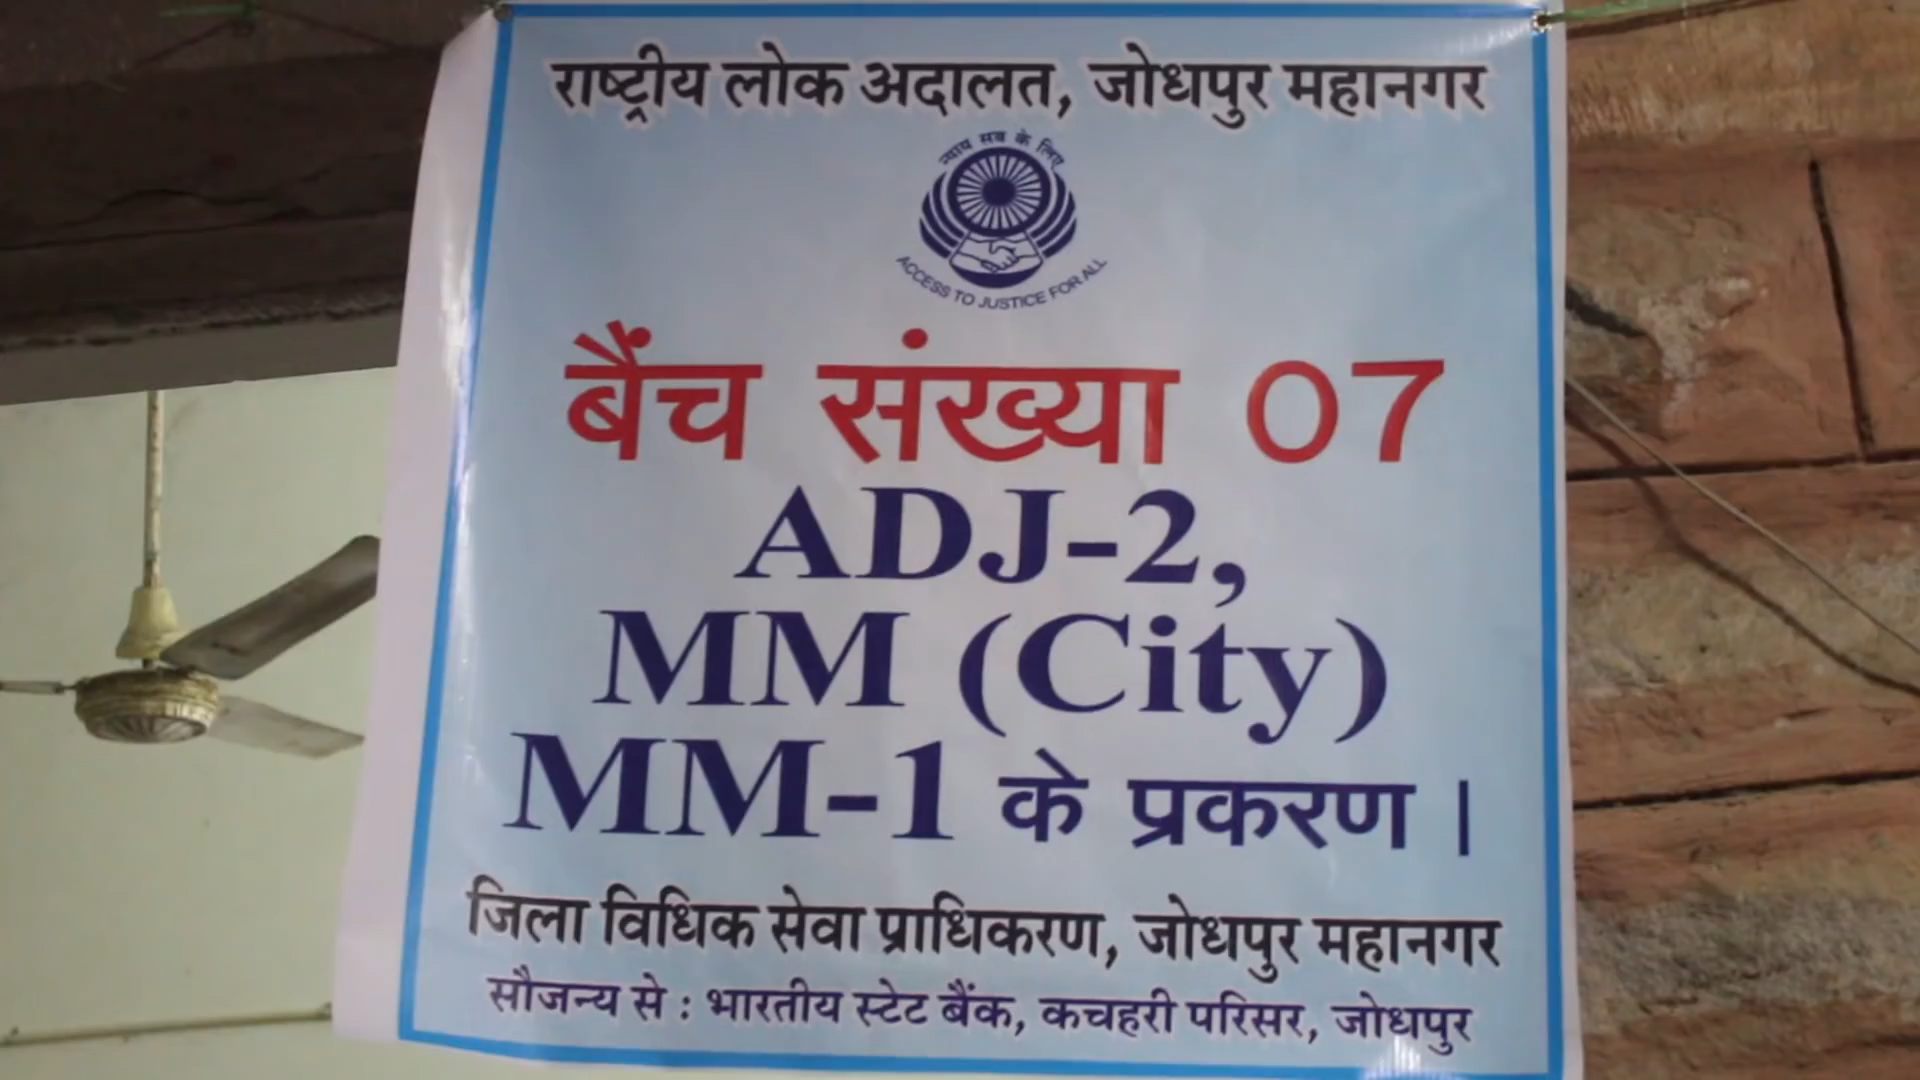 राष्ट्रीय लोक अदालत, जोधपुर महानगर
न्याय सब के लिए
ACCESS TO JUSTICE FOR ALL
बैंच संख्या 07
ADJ-2,
MM (City)
MM-1 के प्रकरण ।
जिला विधिक सेवा प्राधिकरण, जोधपुर महानगर
सौजन्य से : भारतीय स्टेट बैंक, कचहरी परिसर, जोधपुर